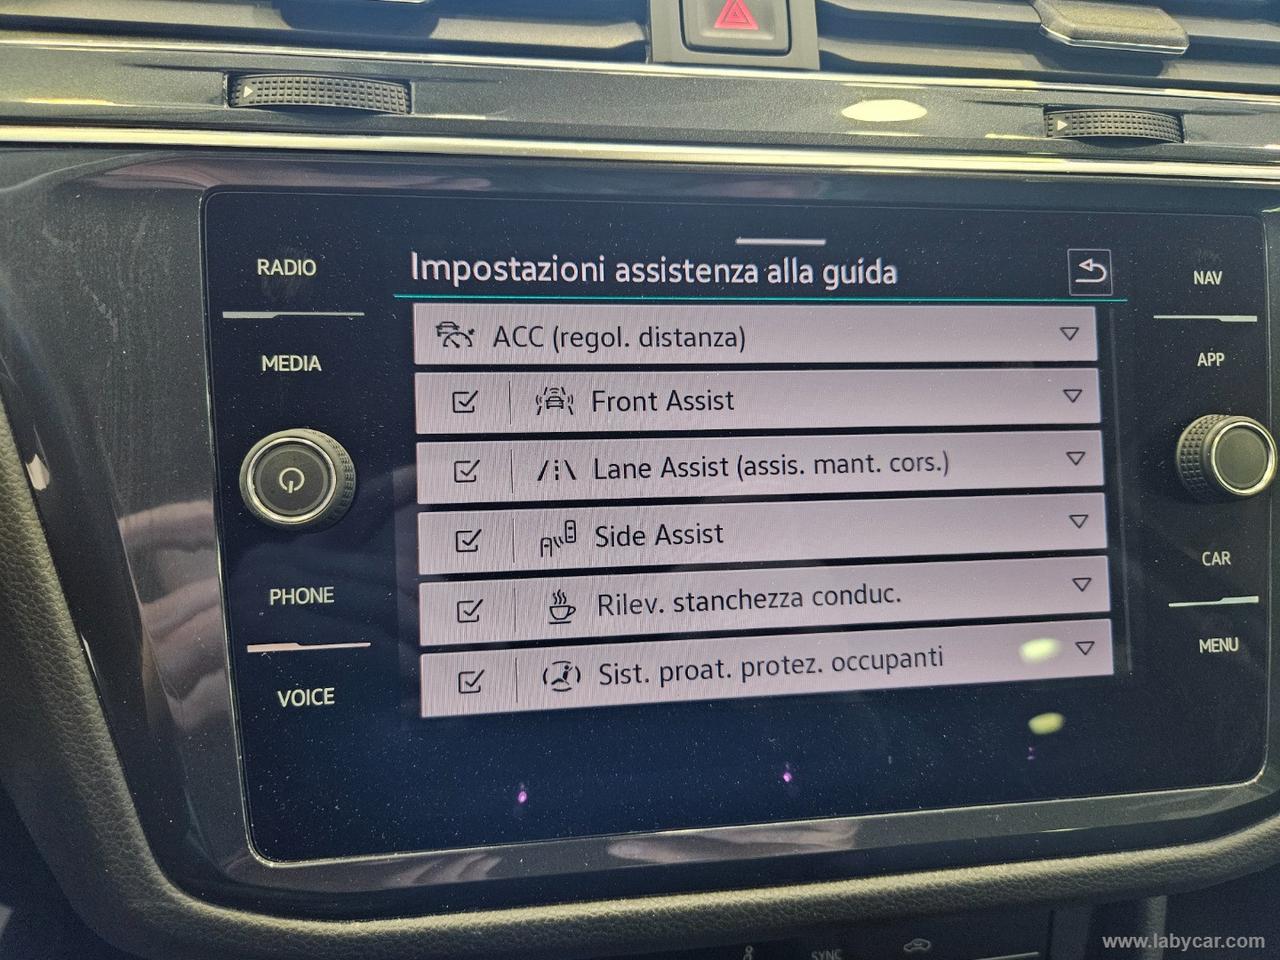 RADIO
MEDIA
PHONE
VOICE
Impostazioni assistenza alla guida
ACC (regol. distanza)
Front Assist
Lane Assist (assis. mant. cors.)
Side Assist
Rilev. stanchezza conduc.
Sist. proat. protez. occupanti
NAV
APP
CAR
MENU
SYNC
www.labycar.com